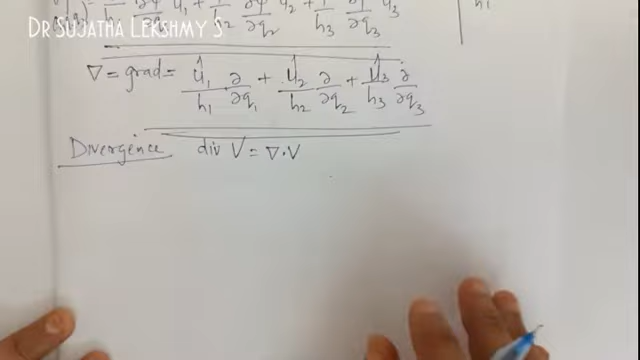 DR SUJATHA LEKSHMY S
∇ = grad = û₁/h₁ ∂/∂q₁ + û₂/h₂ ∂/∂q₂ + û₃/h₃ ∂/∂q₃
Divergence div V = ∇·V